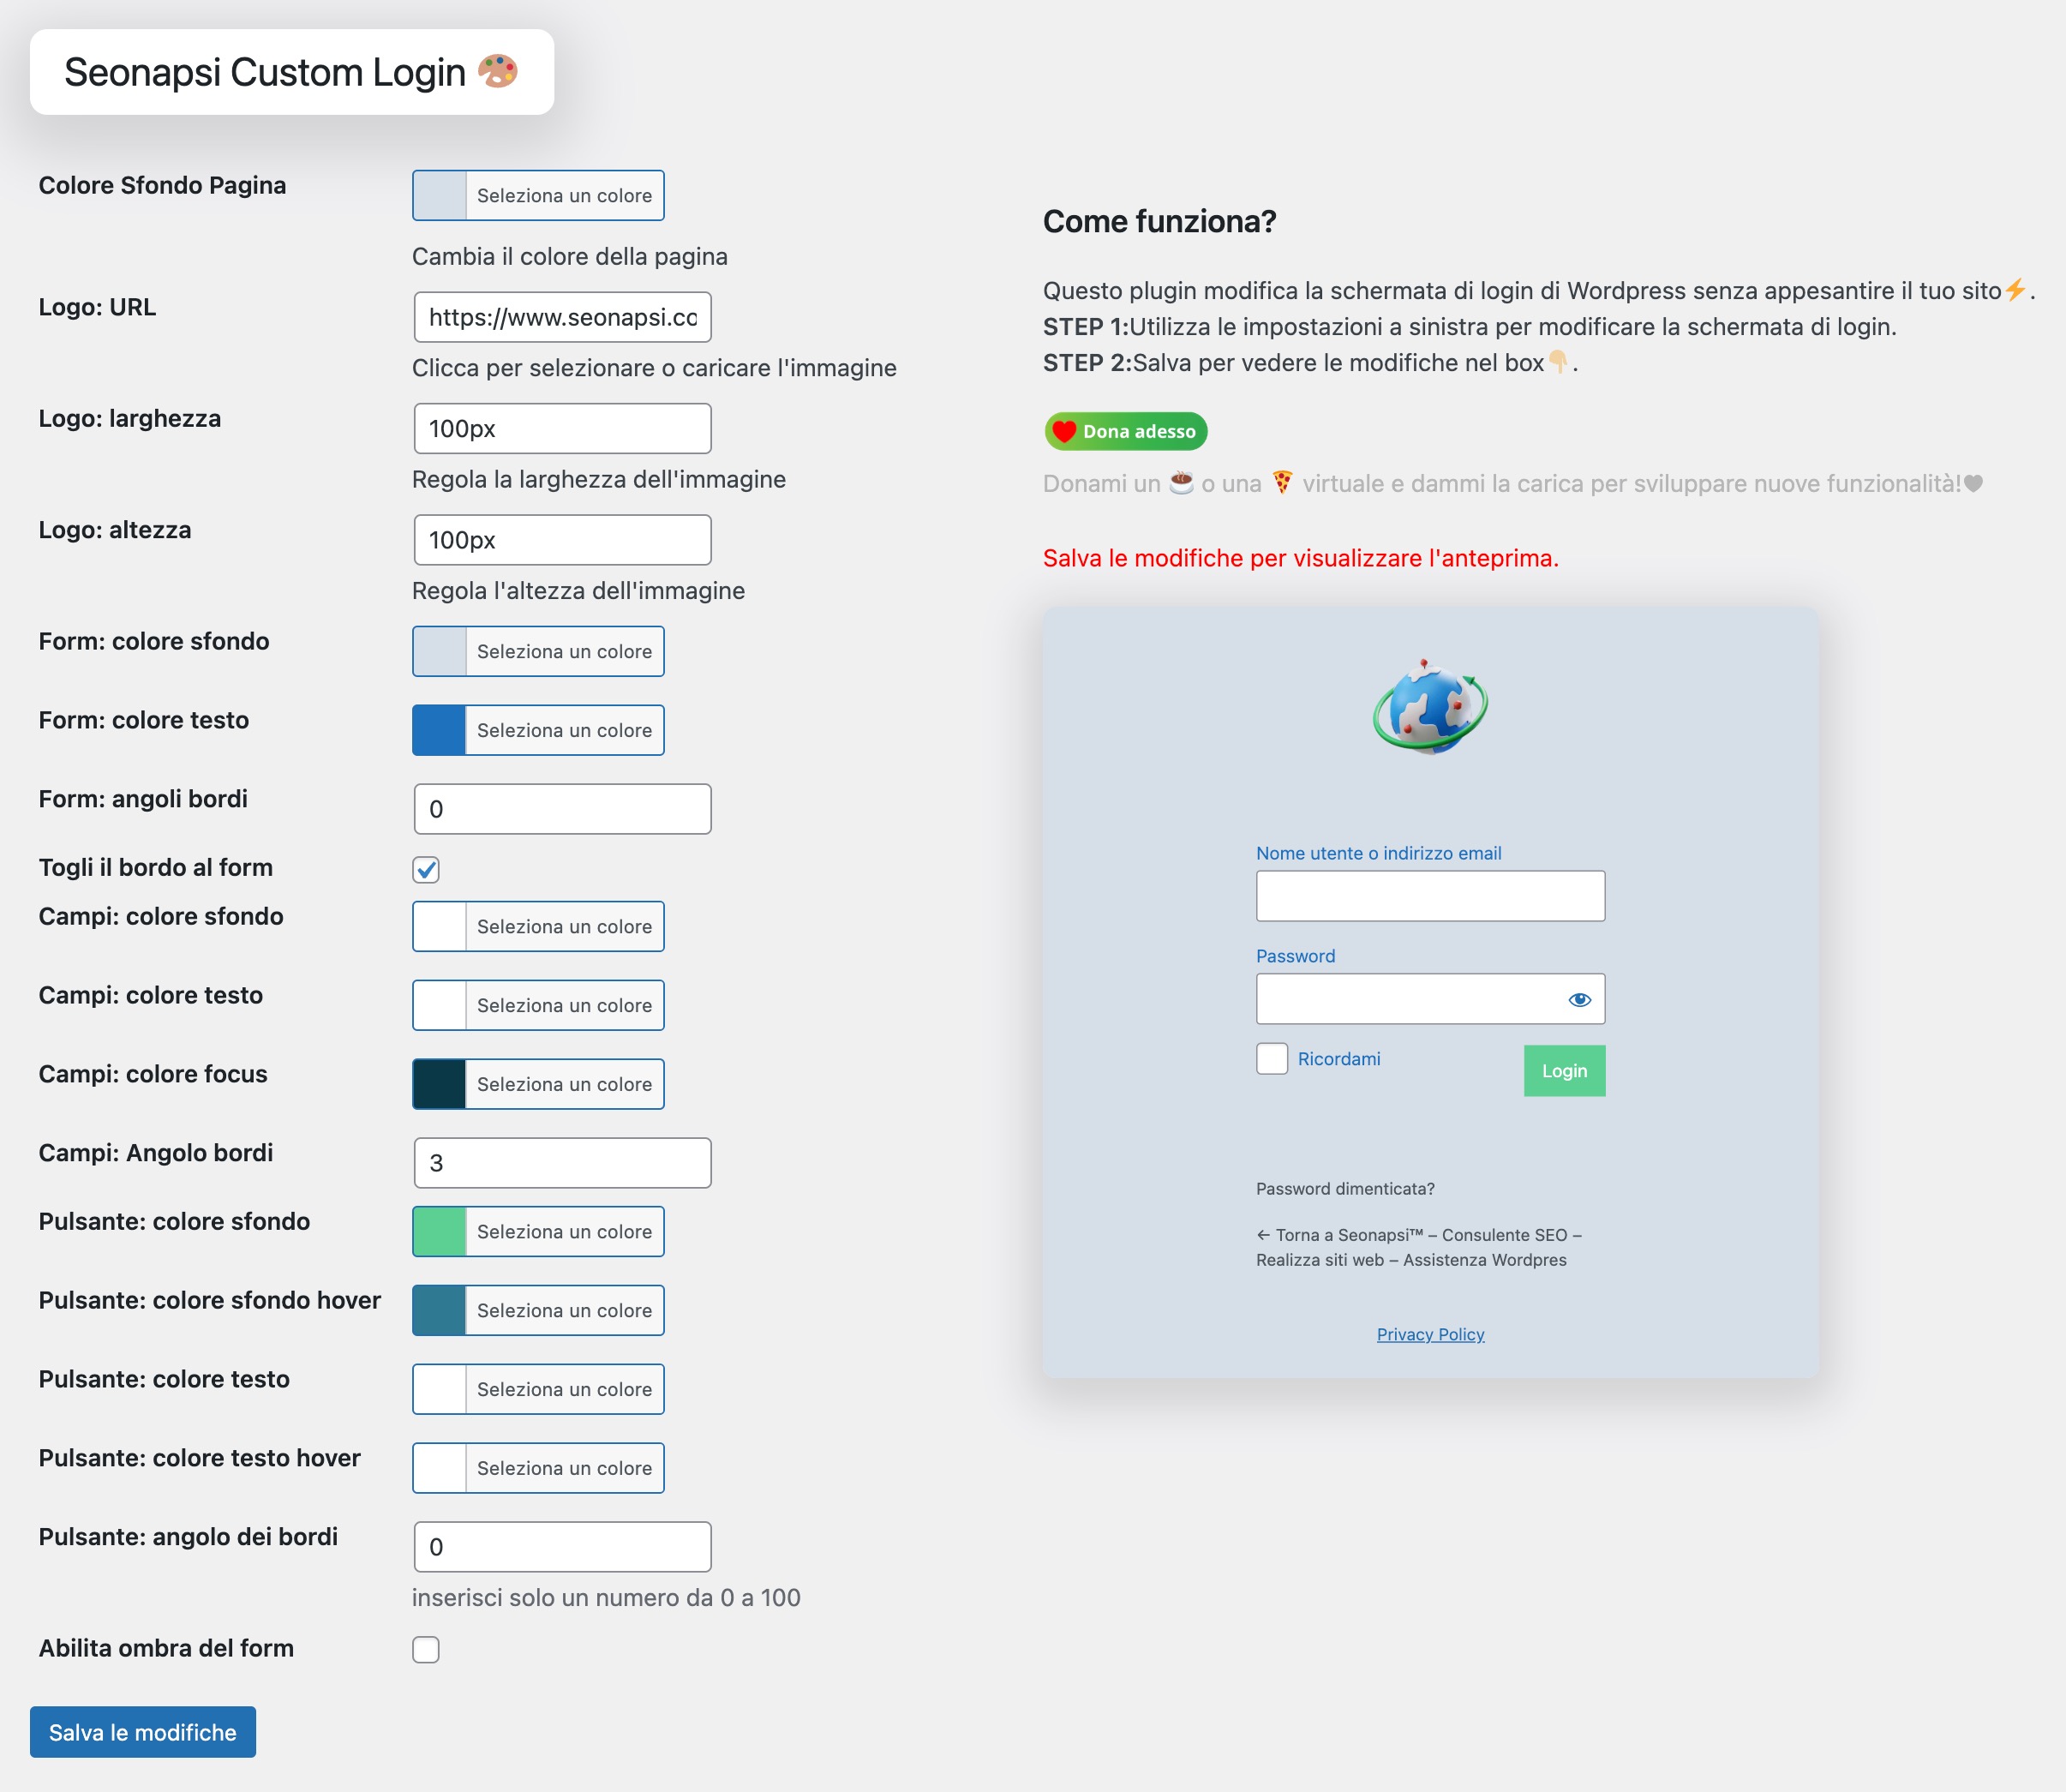 Seonapsi Custom Login 🎨
Colore Sfondo Pagina
Seleziona un colore
Cambia il colore della pagina
Logo: URL
https://www.seonapsi.co
Clicca per selezionare o caricare l'immagine
Logo: larghezza
100px
Regola la larghezza dell'immagine
Logo: altezza
100px
Regola l'altezza dell'immagine
Form: colore sfondo
Seleziona un colore
Form: colore testo
Seleziona un colore
Form: angoli bordi
0
Togli il bordo al form
Campi: colore sfondo
Seleziona un colore
Campi: colore testo
Seleziona un colore
Campi: colore focus
Seleziona un colore
Campi: Angolo bordi
3
Pulsante: colore sfondo
Seleziona un colore
Pulsante: colore sfondo hover
Seleziona un colore
Pulsante: colore testo
Seleziona un colore
Pulsante: colore testo hover
Seleziona un colore
Pulsante: angolo dei bordi
0
inserisci solo un numero da 0 a 100
Abilita ombra del form
Salva le modifiche
Come funziona?
Questo plugin modifica la schermata di login di Wordpress senza appesantire il tuo sito⚡.
STEP 1:Utilizza le impostazioni a sinistra per modificare la schermata di login.
STEP 2:Salva per vedere le modifiche nel box👇🏼.
Dona adesso
Donami un ☕ o una 🍕 virtuale e dammi la carica per sviluppare nuove funzionalità!♥
Salva le modifiche per visualizzare l'anteprima.
Nome utente o indirizzo email
Password
Ricordami
Login
Password dimenticata?
← Torna a Seonapsi™ – Consulente SEO –
Realizza siti web – Assistenza Wordpres
Privacy Policy